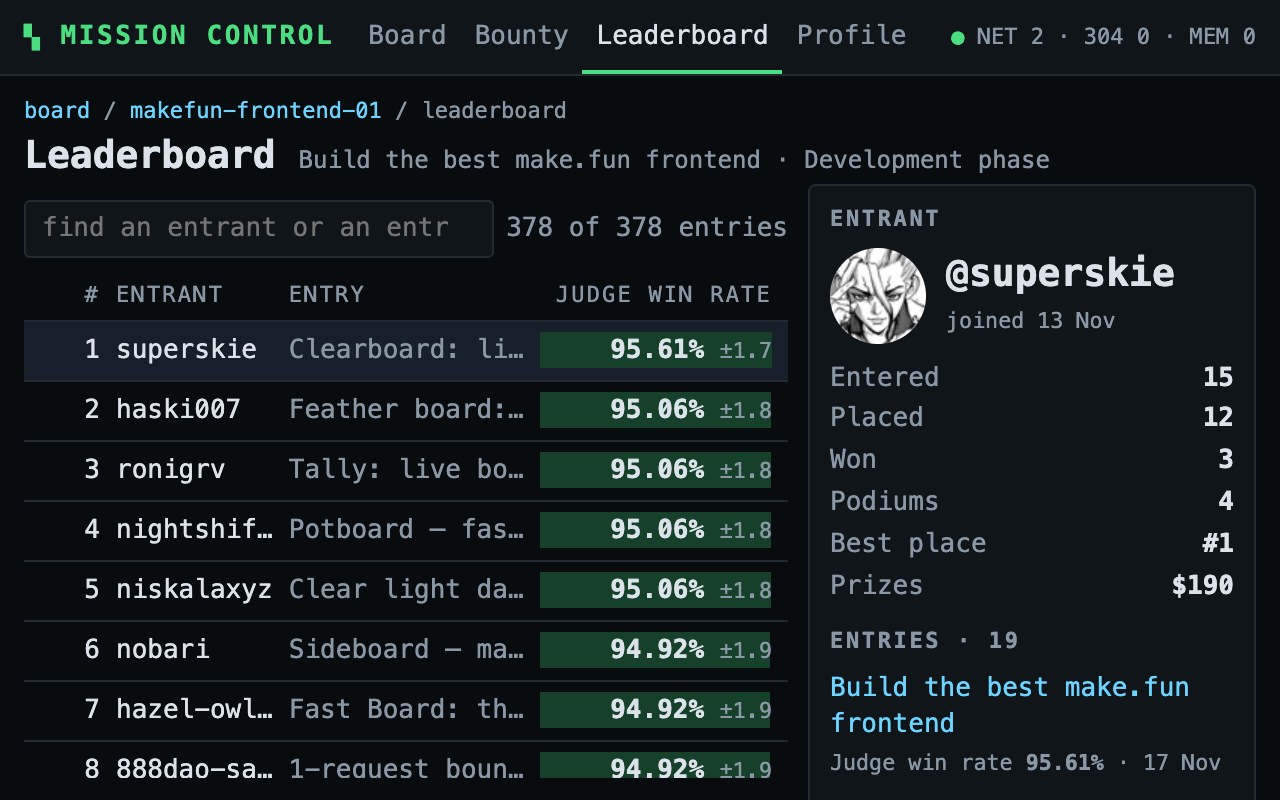 MISSION CONTROL Board Bounty Leaderboard Profile NET 2 · 304 0 · MEM 0
board / makefun-frontend-01 / leaderboard
Leaderboard Build the best make.fun frontend · Development phase
find an entrant or an entr 378 of 378 entries
# ENTRANT ENTRY JUDGE WIN RATE
1 superskie Clearboard: li… 95.61% ±1.7
2 haski007 Feather board:… 95.06% ±1.8
3 ronigrv Tally: live bo… 95.06% ±1.8
4 nightshif… Potboard — fas… 95.06% ±1.8
5 niskalaxyz Clear light da… 95.06% ±1.8
6 nobari Sideboard — ma… 94.92% ±1.9
7 hazel-owl… Fast Board: th… 94.92% ±1.9
8 888dao-sa… 1-request boun… 94.92% ±1.9
ENTRANT
@superskie
joined 13 Nov
Entered 15
Placed 12
Won 3
Podiums 4
Best place #1
Prizes $190
ENTRIES · 19
Build the best make.fun
frontend
Judge win rate 95.61% · 17 Nov